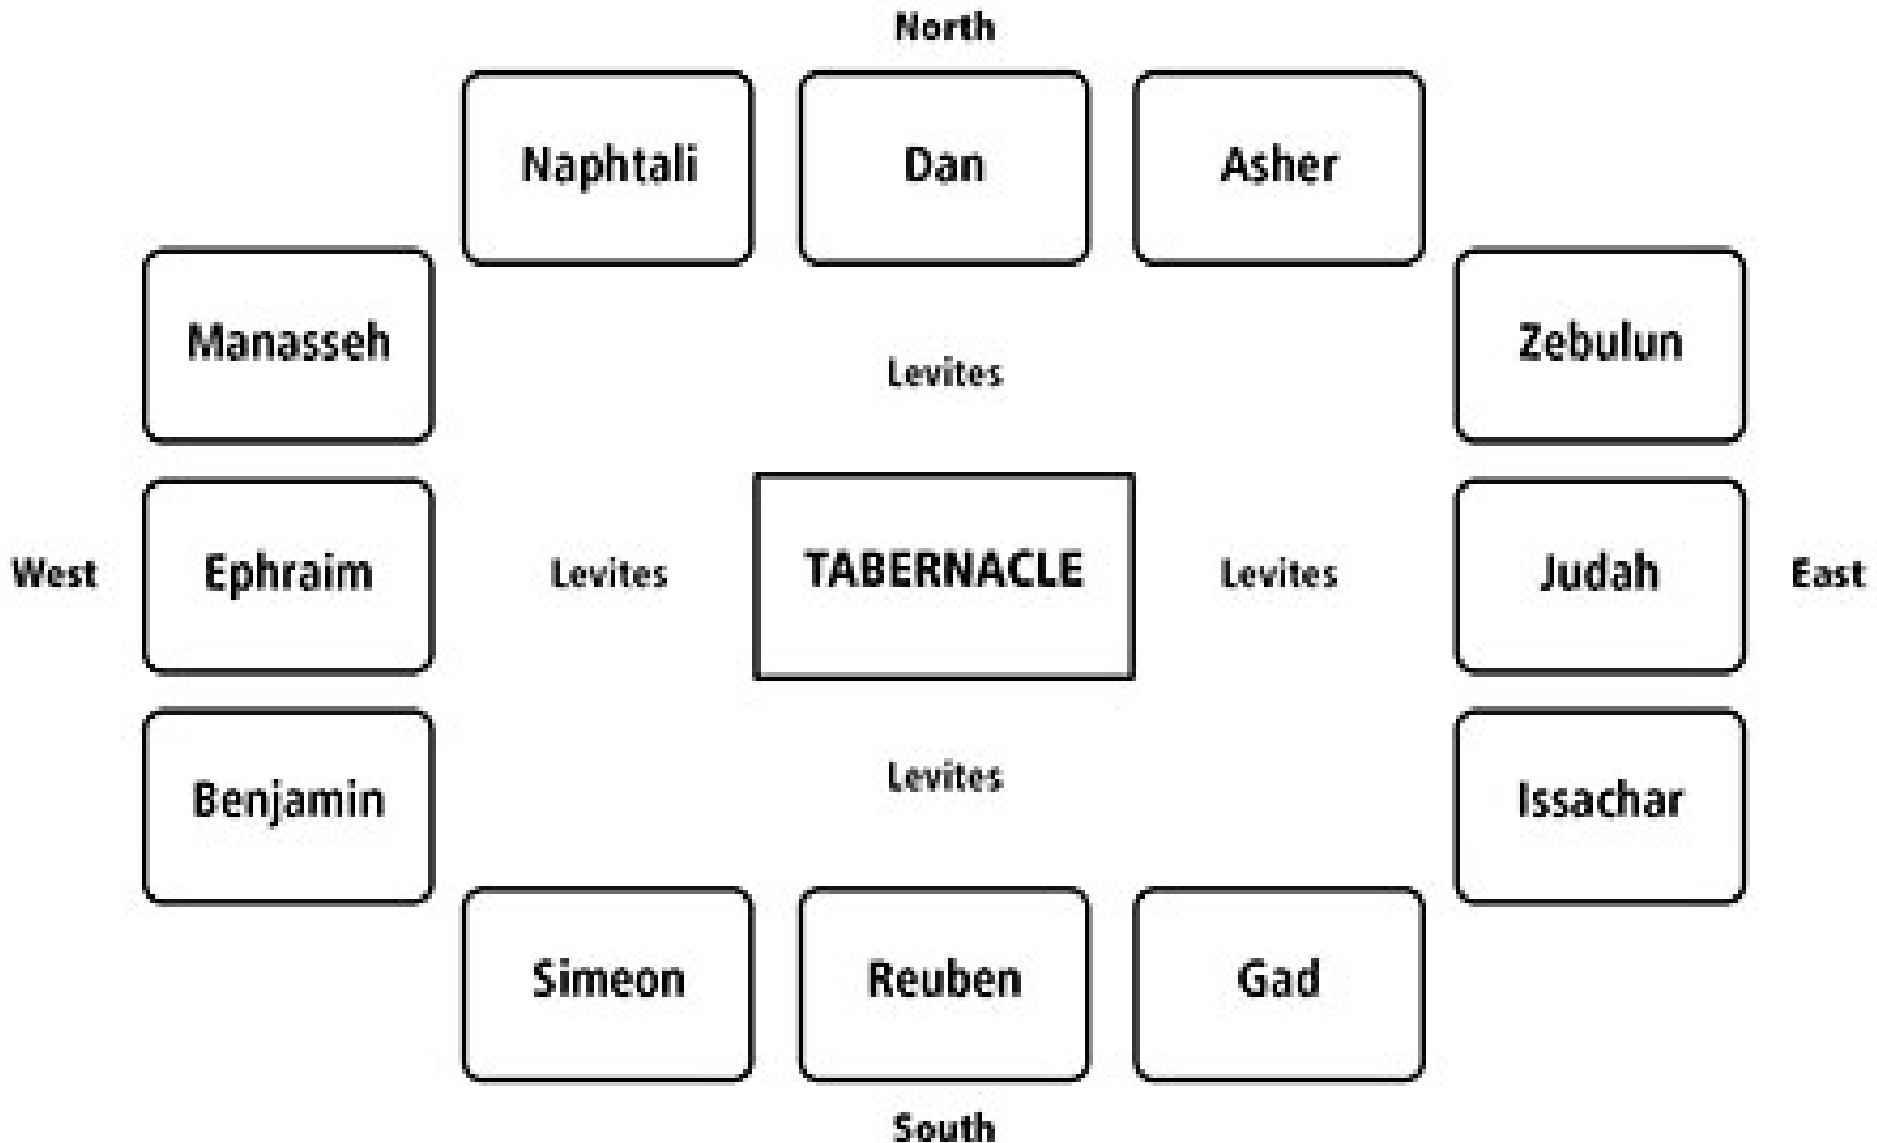 North
Naphtali Dan Asher
Manasseh Zebulun
Levites
West Ephraim Levites TABERNACLE Levites Judah East
Levites
Benjamin Issachar
Simeon Reuben Gad
South